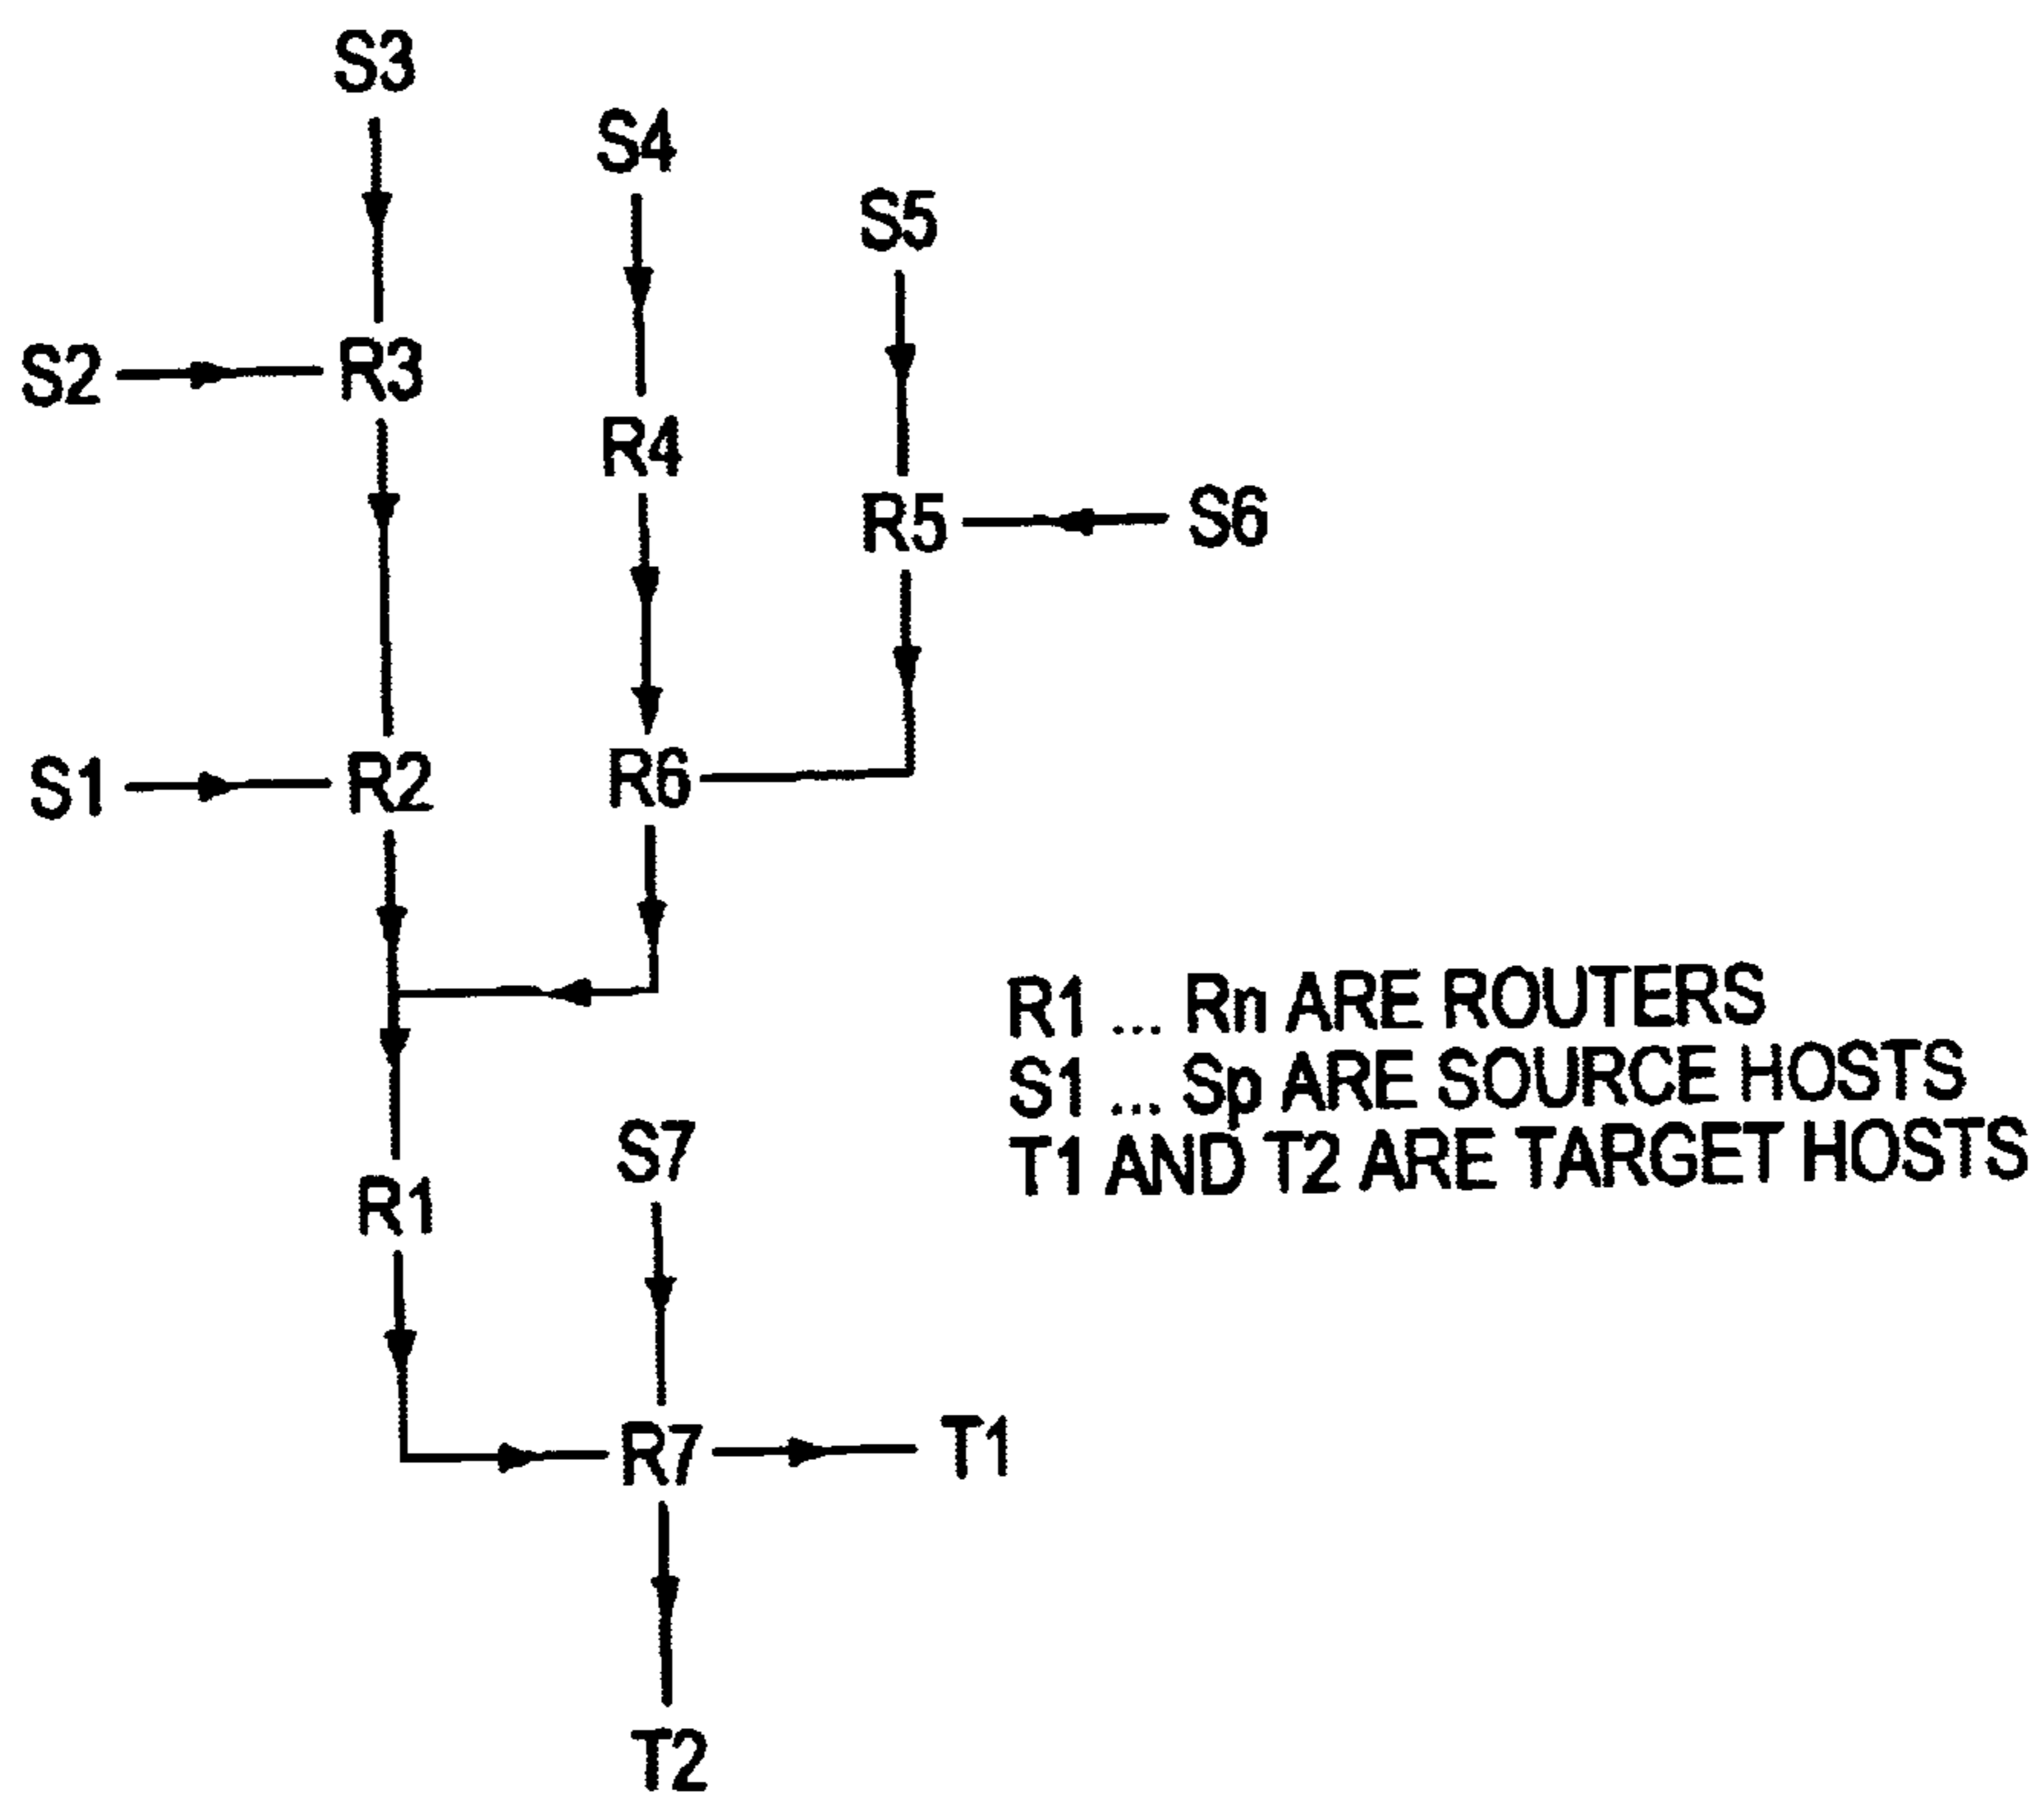 S3
S4
S5
S2 R3
R4
R5 S6
S1 R2 R6
R1 ... Rn ARE ROUTERS
S1 ... Sp ARE SOURCE HOSTS
T1 AND T2 ARE TARGET HOSTS
S7
R1
R7 T1
T2